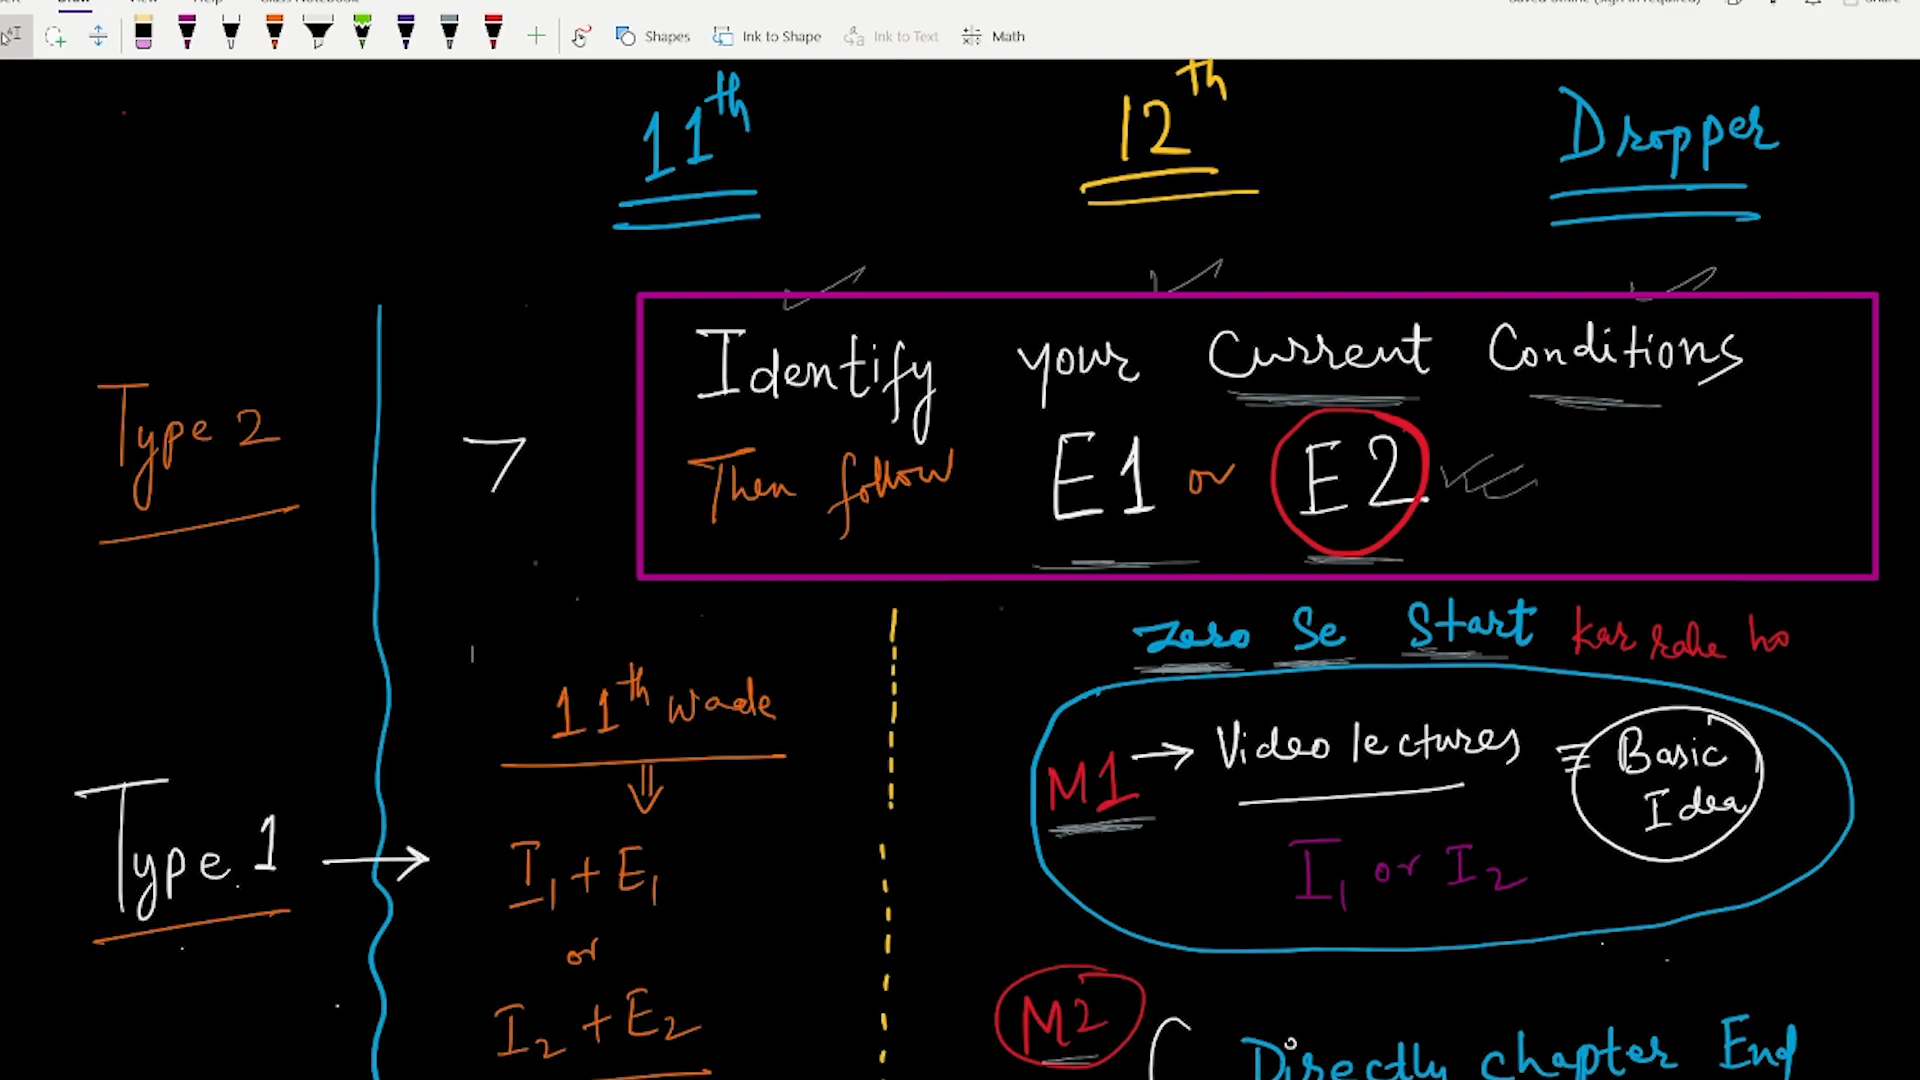 Shapes Ink to Shape Ink to Text Math
11th 12th Dropper
Identify your Current Conditions
Type 2
Then follow E1 or E2
Zero Se Start Kar rahe ho
11th waale
M1 → Video lectures Basic Idea
Type 1 → I1 + E1
I1 or I2
or
I2 + E2
M2
Directly chapter End